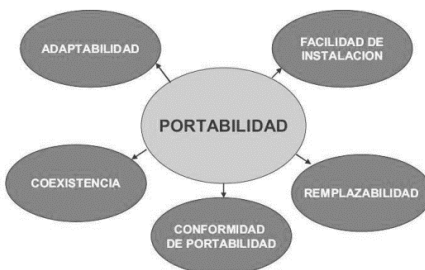 ADAPTABILIDAD
FACILIDAD DE
INSTALACION
PORTABILIDAD
COEXISTENCIA
REMPLAZABILIDAD
CONFORMIDAD
DE PORTABILIDAD